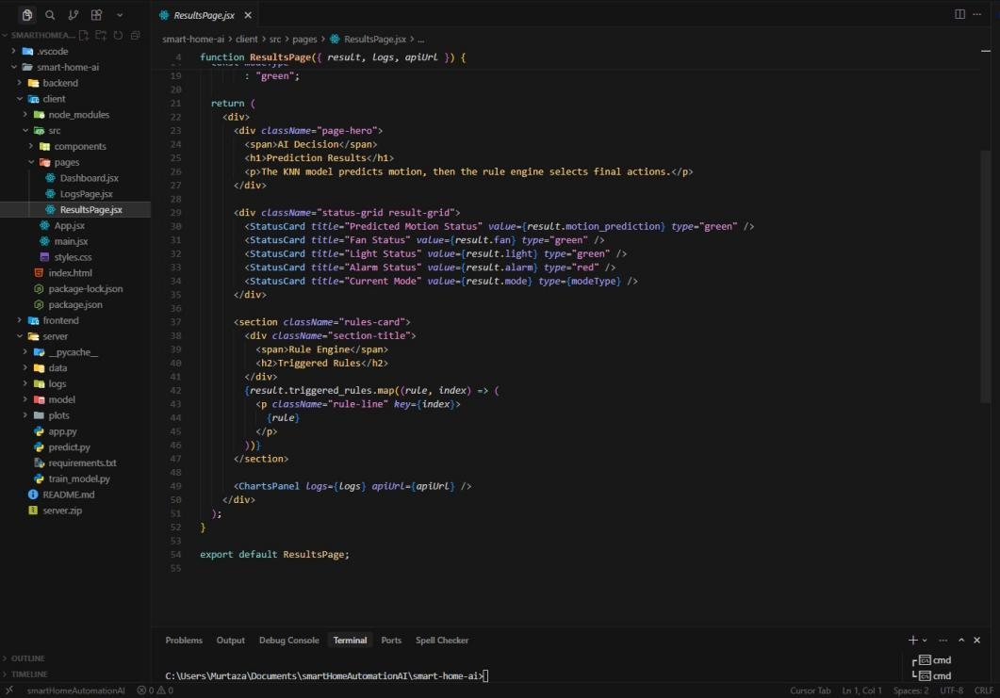 ResultsPage.jsx
SMARTHOMEA...
smart-home-ai > client > src > pages > ResultsPage.jsx > ...
.vscode
smart-home-ai
backend
client
node_modules
src
components
pages
Dashboard.jsx
LogsPage.jsx
ResultsPage.jsx
App.jsx
main.jsx
styles.css
index.html
package-lock.json
package.json
frontend
server
__pycache__
data
logs
model
plots
app.py
predict.py
requirements.txt
train_model.py
README.md
server.zip
OUTLINE
TIMELINE
4 function ResultsPage({ result, logs, apiUrl }) {
19 : "green";
20
21 return (
22 <div>
23 <div className="page-hero">
24 <span>AI Decision</span>
25 <h1>Prediction Results</h1>
26 <p>The KNN model predicts motion, then the rule engine selects final actions.</p>
27 </div>
28
29 <div className="status-grid result-grid">
30 <StatusCard title="Predicted Motion Status" value={result.motion_prediction} type="green" />
31 <StatusCard title="Fan Status" value={result.fan} type="green" />
32 <StatusCard title="Light Status" value={result.light} type="green" />
33 <StatusCard title="Alarm Status" value={result.alarm} type="red" />
34 <StatusCard title="Current Mode" value={result.mode} type={modeType} />
35 </div>
36
37 <section className="rules-card">
38 <div className="section-title">
39 <span>Rule Engine</span>
40 <h2>Triggered Rules</h2>
41 </div>
42 {result.triggered_rules.map((rule, index) => (
43 <p className="rule-line" key={index}>
44 {rule}
45 </p>
46 ))}
47 </section>
48
49 <ChartsPanel logs={logs} apiUrl={apiUrl} />
50 </div>
51 );
52 }
53
54 export default ResultsPage;
55
Problems Output Debug Console Terminal Ports Spell Checker
C:\Users\Murtaza\Documents\smartHomeAutomationAI\smart-home-ai>
cmd
cmd
smartHomeAutomationAI 0 0 Cursor Tab Ln 1, Col 1 Spaces: 2 UTF-8 CRLF